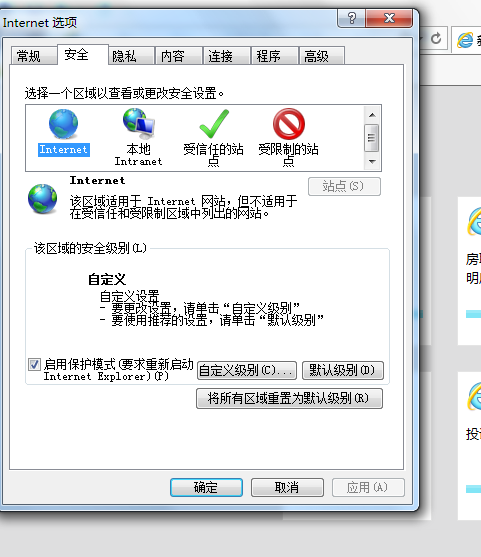 Internet 选项
常规
安全
隐私
内容
连接
程序
高级
选择一个区域以查看或更改安全设置。
Internet
本地
Intranet
受信任的站
点
受限制的站
点
Internet
站点(S)
该区域适用于 Internet 网站，但不适用于
在受信任和受限制区域中列出的网站。
该区域的安全级别(L)
自定义
自定义设置
- 要更改设置，请单击“自定义级别”
- 要使用推荐的设置，请单击“默认级别”
启用保护模式(要求重新启动
Internet Explorer)(P)
自定义级别(C)...
默认级别(D)
将所有区域重置为默认级别(R)
确定
取消
应用(A)